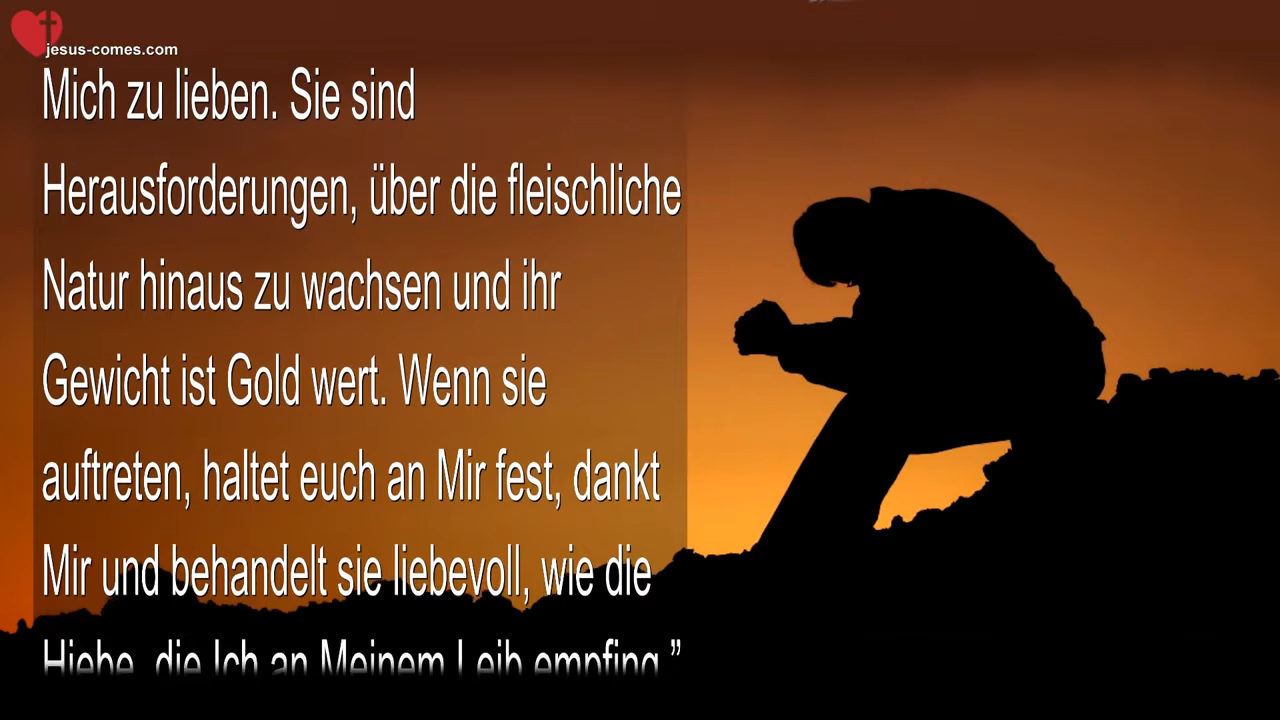 jesus-comes.com
Mich zu lieben. Sie sind
Herausforderungen, über die fleischliche
Natur hinaus zu wachsen und ihr
Gewicht ist Gold wert. Wenn sie
auftreten, haltet euch an Mir fest, dankt
Mir und behandelt sie liebevoll, wie die
Hiebe, die Ich an Meinem Leib empfing.”